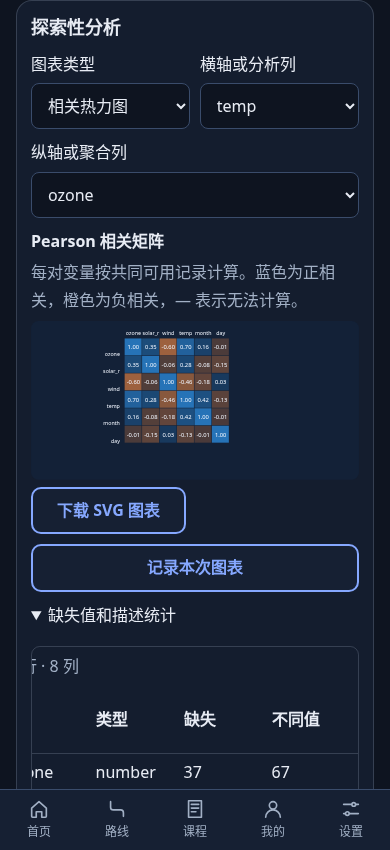 探索性分析
图表类型
横轴或分析列
相关热力图
temp
纵轴或聚合列
ozone
Pearson 相关矩阵
每对变量按共同可用记录计算。蓝色为正相
关，橙色为负相关，— 表示无法计算。
ozone solar_r wind temp month day
ozone 1.00 0.35 -0.60 0.70 0.16 -0.01
solar_r 0.35 1.00 -0.06 0.28 -0.08 -0.15
wind -0.60 -0.06 1.00 -0.46 -0.18 0.03
temp 0.70 0.28 -0.46 1.00 0.42 -0.13
month 0.16 -0.08 -0.18 0.42 1.00 -0.01
day -0.01 -0.15 0.03 -0.13 -0.01 1.00
下载 SVG 图表
记录本次图表
▼ 缺失值和描述统计
· 8 列
类型 缺失 不同值
one number 37 67
首页 路线 课程 我的 设置